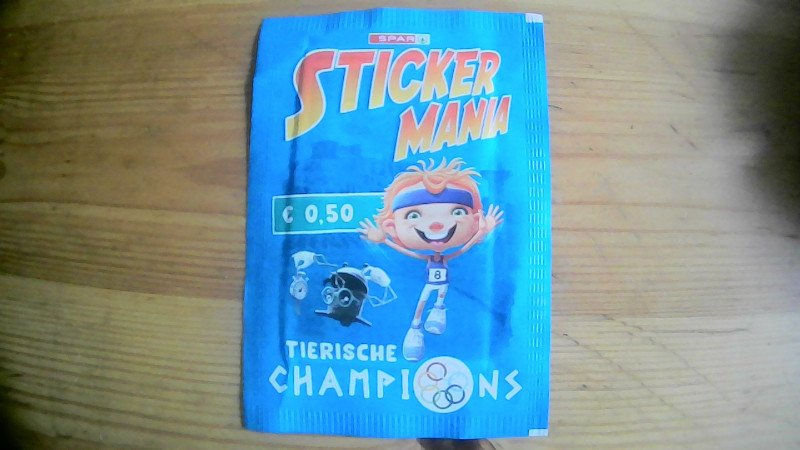 SPAR
STICKER
MANIA
€ 0,50
8
TIERISCHE
CHAMPIONS